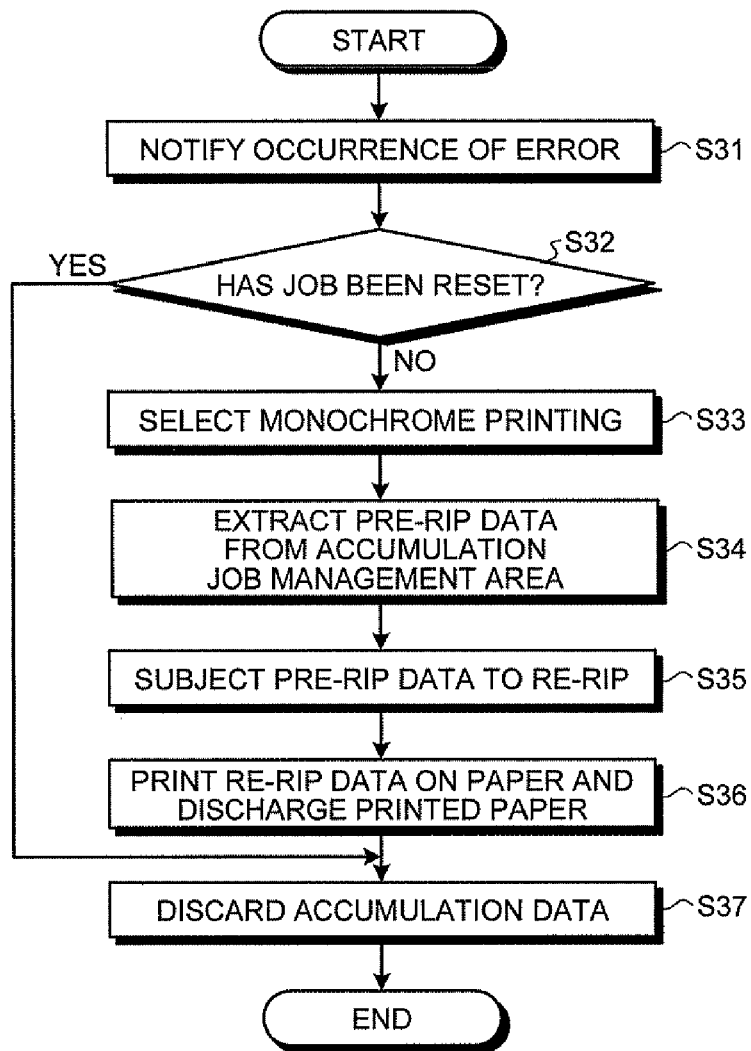 START
NOTIFY OCCURRENCE OF ERROR
S31
S32
YES
HAS JOB BEEN RESET?
NO
SELECT MONOCHROME PRINTING
S33
EXTRACT PRE-RIP DATA
FROM ACCUMULATION
JOB MANAGEMENT AREA
S34
SUBJECT PRE-RIP DATA TO RE-RIP
S35
PRINT RE-RIP DATA ON PAPER AND
DISCHARGE PRINTED PAPER
S36
DISCARD ACCUMULATION DATA
S37
END